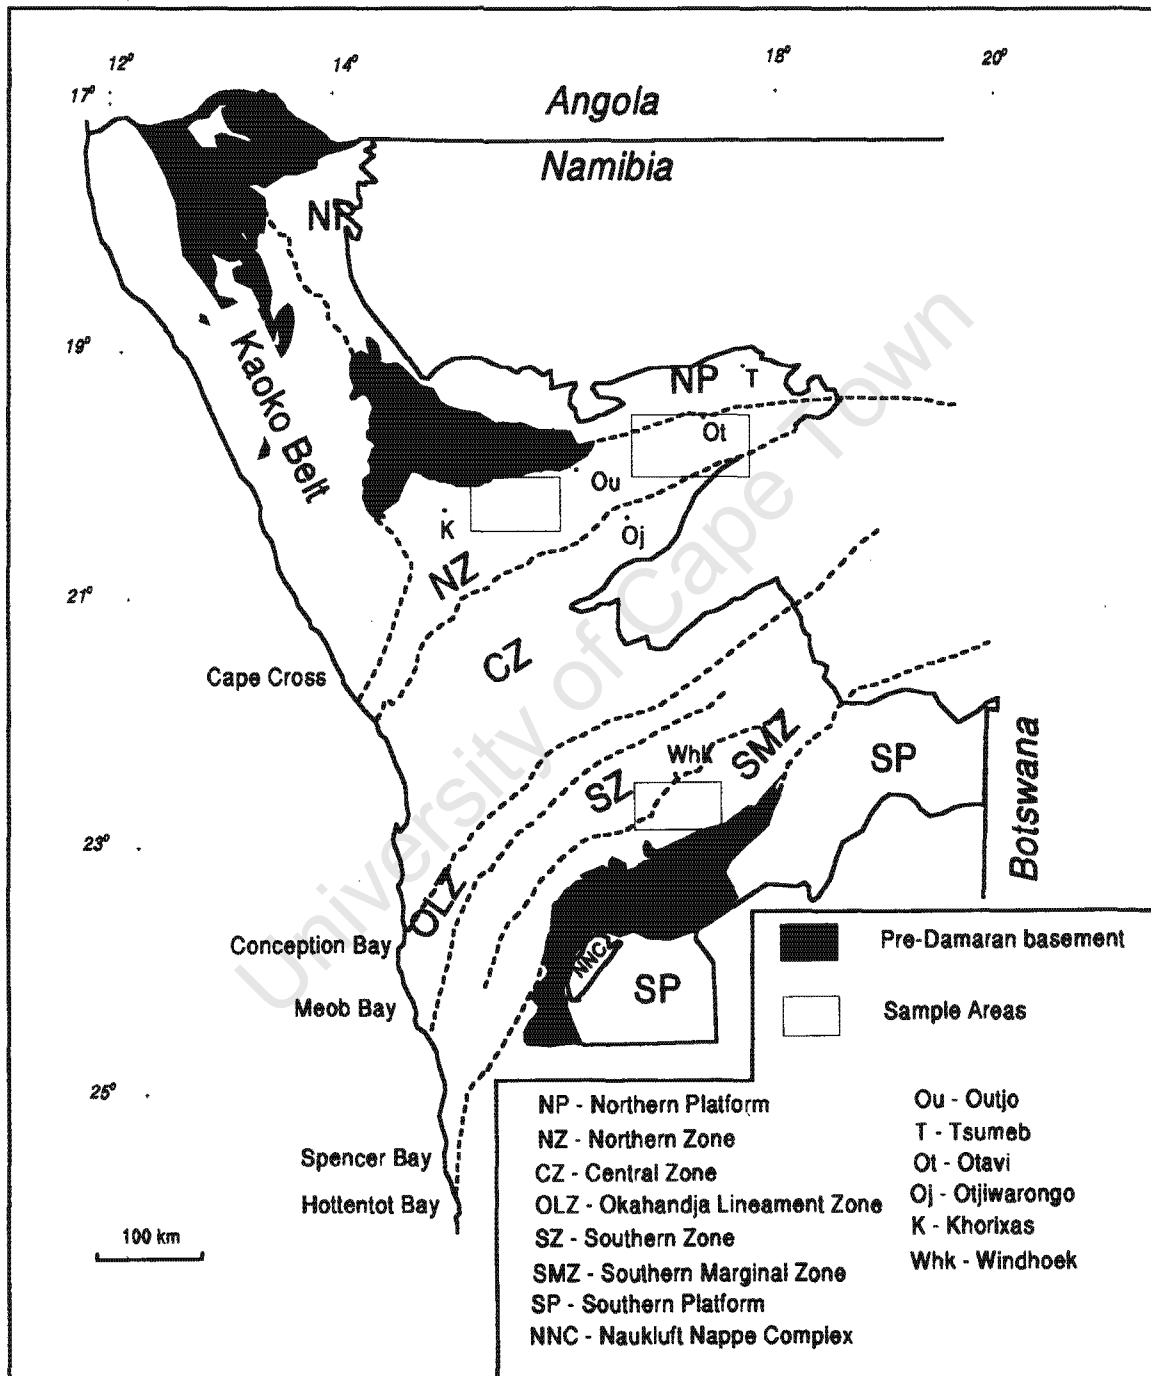 12° 14° 18° 20°
17°
Angola
Namibia
NP
19°
Kaoko Belt
NP
T
Ot
Ou
K
Oj
NZ
21°
CZ
Cape Cross
Whk
SMZ
SP
SZ
Botswana
23°
OLZ
Conception Bay
NNC
SP
Meob Bay
25°
Spencer Bay
Hottentot Bay
100 km
Pre-Damaran basement
Sample Areas
NP - Northern Platform
NZ - Northern Zone
CZ - Central Zone
OLZ - Okahandja Lineament Zone
SZ - Southern Zone
SMZ - Southern Marginal Zone
SP - Southern Platform
NNC - Naukluft Nappe Complex
Ou - Outjo
T - Tsumeb
Ot - Otavi
Oj - Otjiwarongo
K - Khorixas
Whk - Windhoek
University of Cape Town